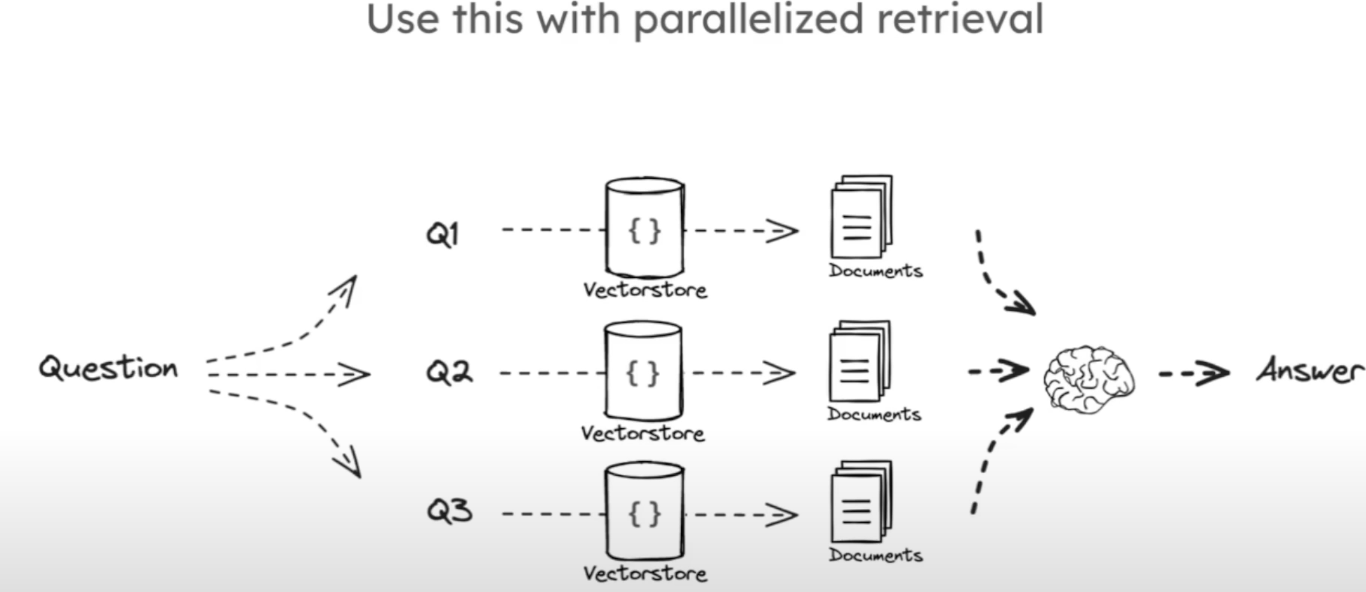 Use this with parallelized retrieval
Q1
{ }
Vectorstore
Documents
Question
Q2
{ }
Vectorstore
Documents
Answer
Q3
{ }
Vectorstore
Documents